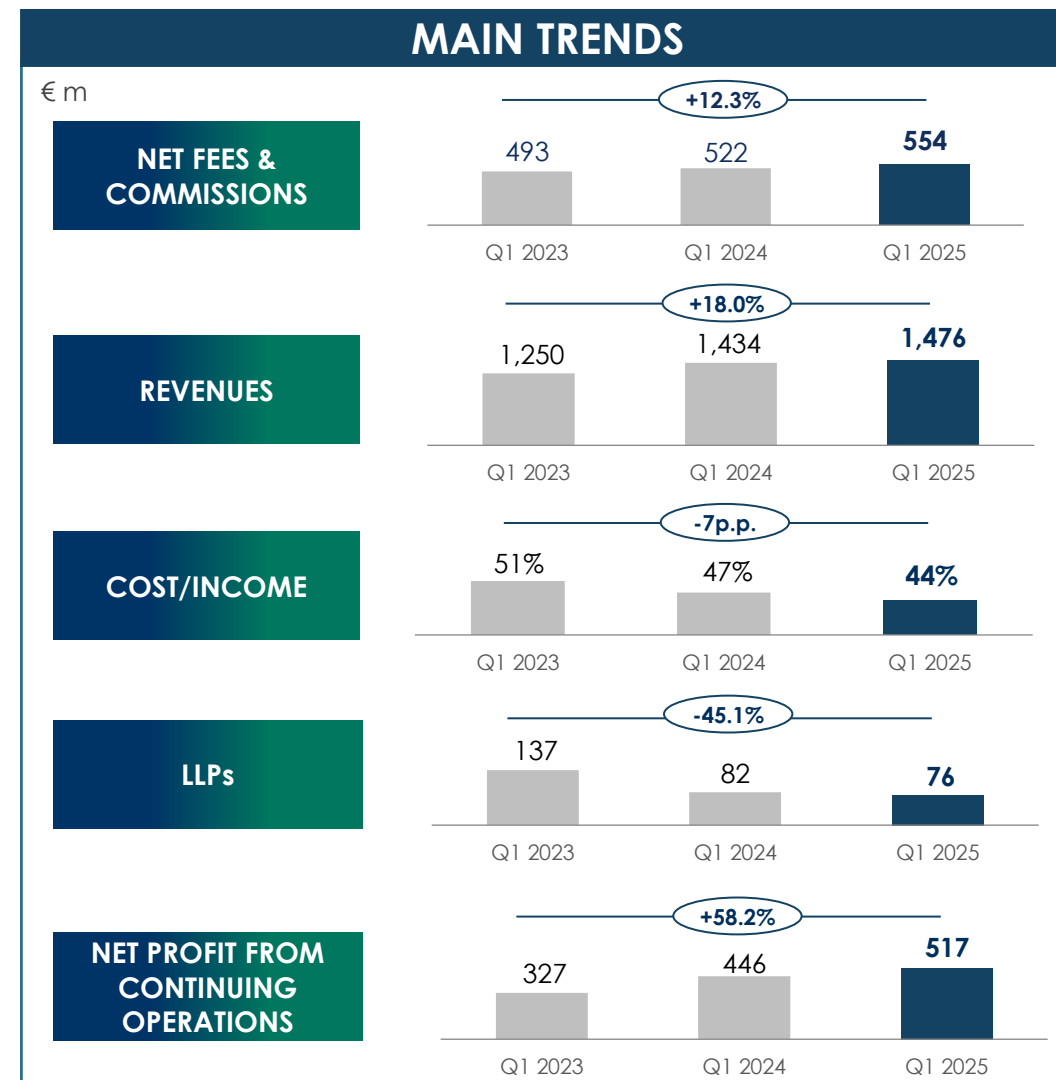 MAIN TRENDS
€ m
NET FEES &
COMMISSIONS
+12.3%
493
522
554
Q1 2023
Q1 2024
Q1 2025
REVENUES
+18.0%
1,250
1,434
1,476
Q1 2023
Q1 2024
Q1 2025
COST/INCOME
-7p.p.
51%
47%
44%
Q1 2023
Q1 2024
Q1 2025
LLPs
-45.1%
137
82
76
Q1 2023
Q1 2024
Q1 2025
NET PROFIT FROM
CONTINUING
OPERATIONS
+58.2%
327
446
517
Q1 2023
Q1 2024
Q1 2025